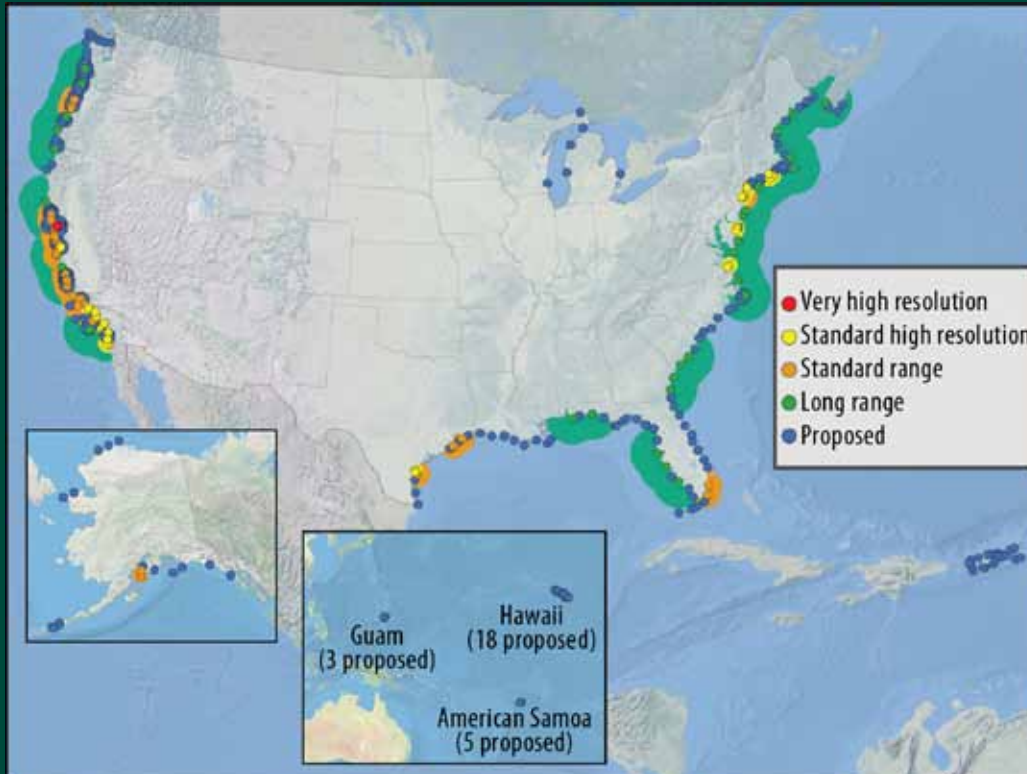 Very high resolution
Standard high resolution
Standard range
Long range
Proposed
Guam
(3 proposed)
Hawaii
(18 proposed)
American Samoa
(5 proposed)